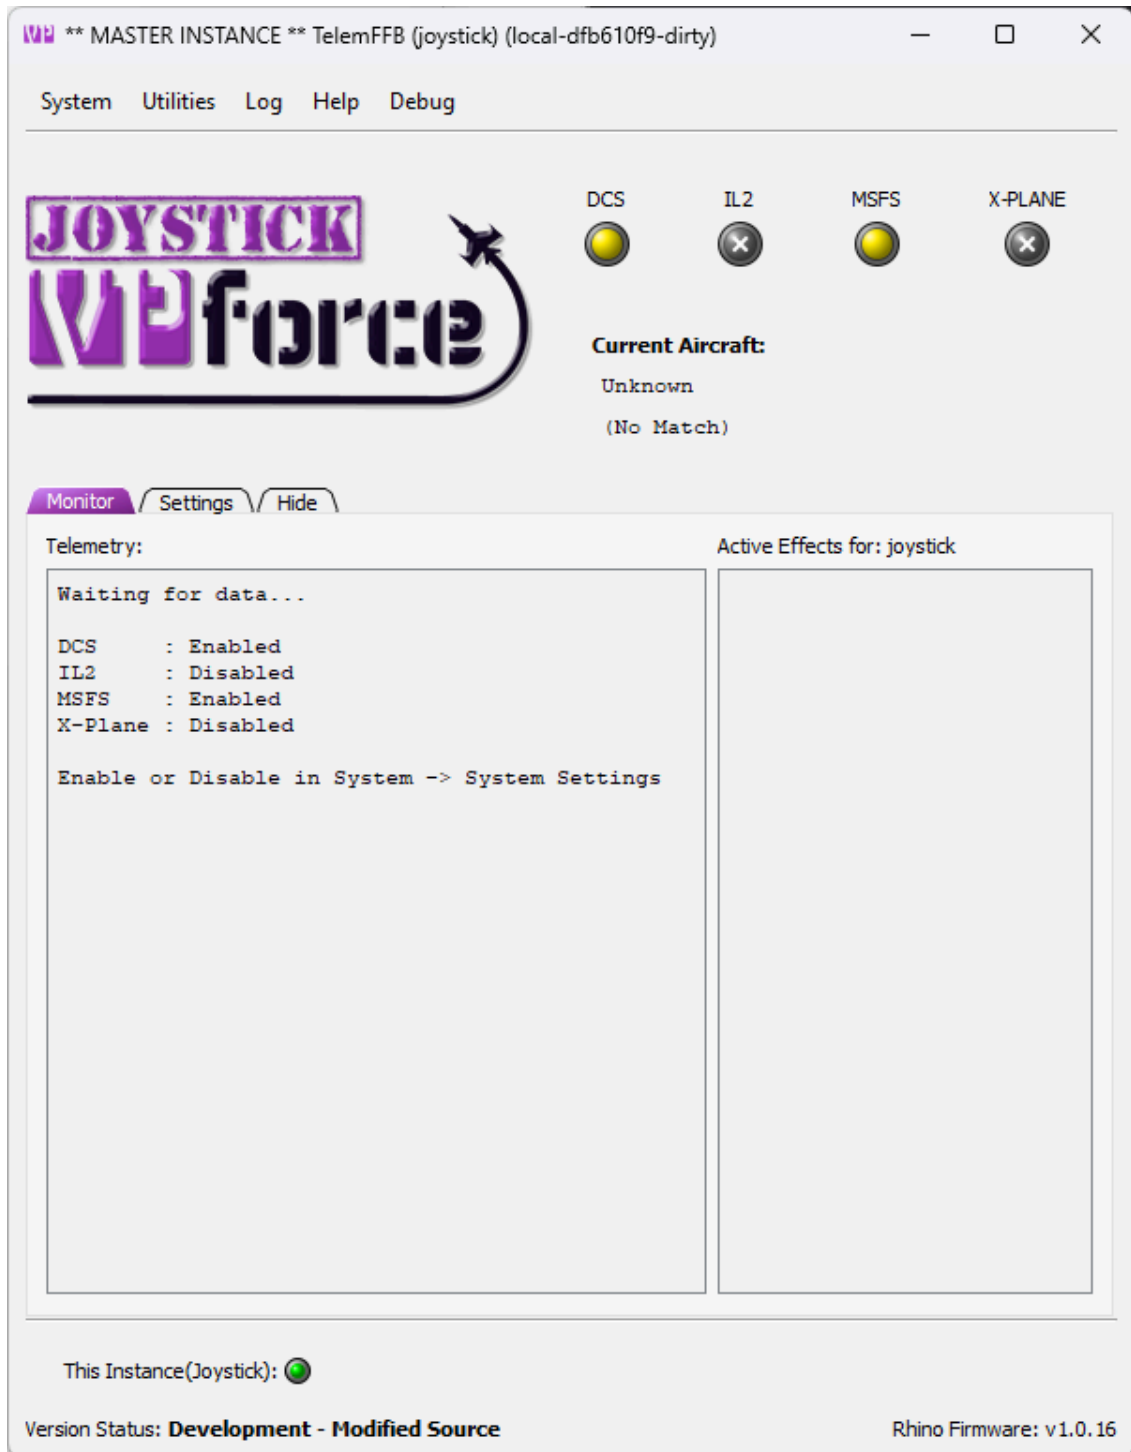 VP ** MASTER INSTANCE ** TelemFFB (joystick) (local-dfb610f9-dirty)
System Utilities Log Help Debug
JOYSTICK
VPforce
DCS IL2 MSFS X-PLANE
Current Aircraft:
Unknown
(No Match)
Monitor Settings Hide
Telemetry:
Waiting for data...
DCS : Enabled
IL2 : Disabled
MSFS : Enabled
X-Plane : Disabled
Enable or Disable in System -> System Settings
Active Effects for: joystick
This Instance(Joystick):
Version Status: Development - Modified Source
Rhino Firmware: v1.0.16